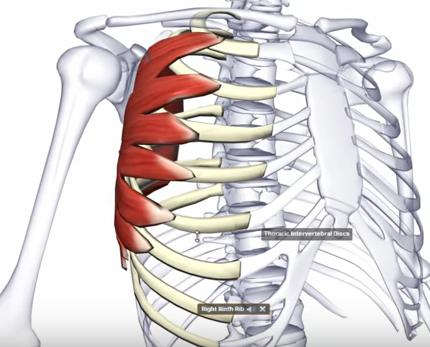 Thoracic Intervertebral Discs
Right Ninth Rib